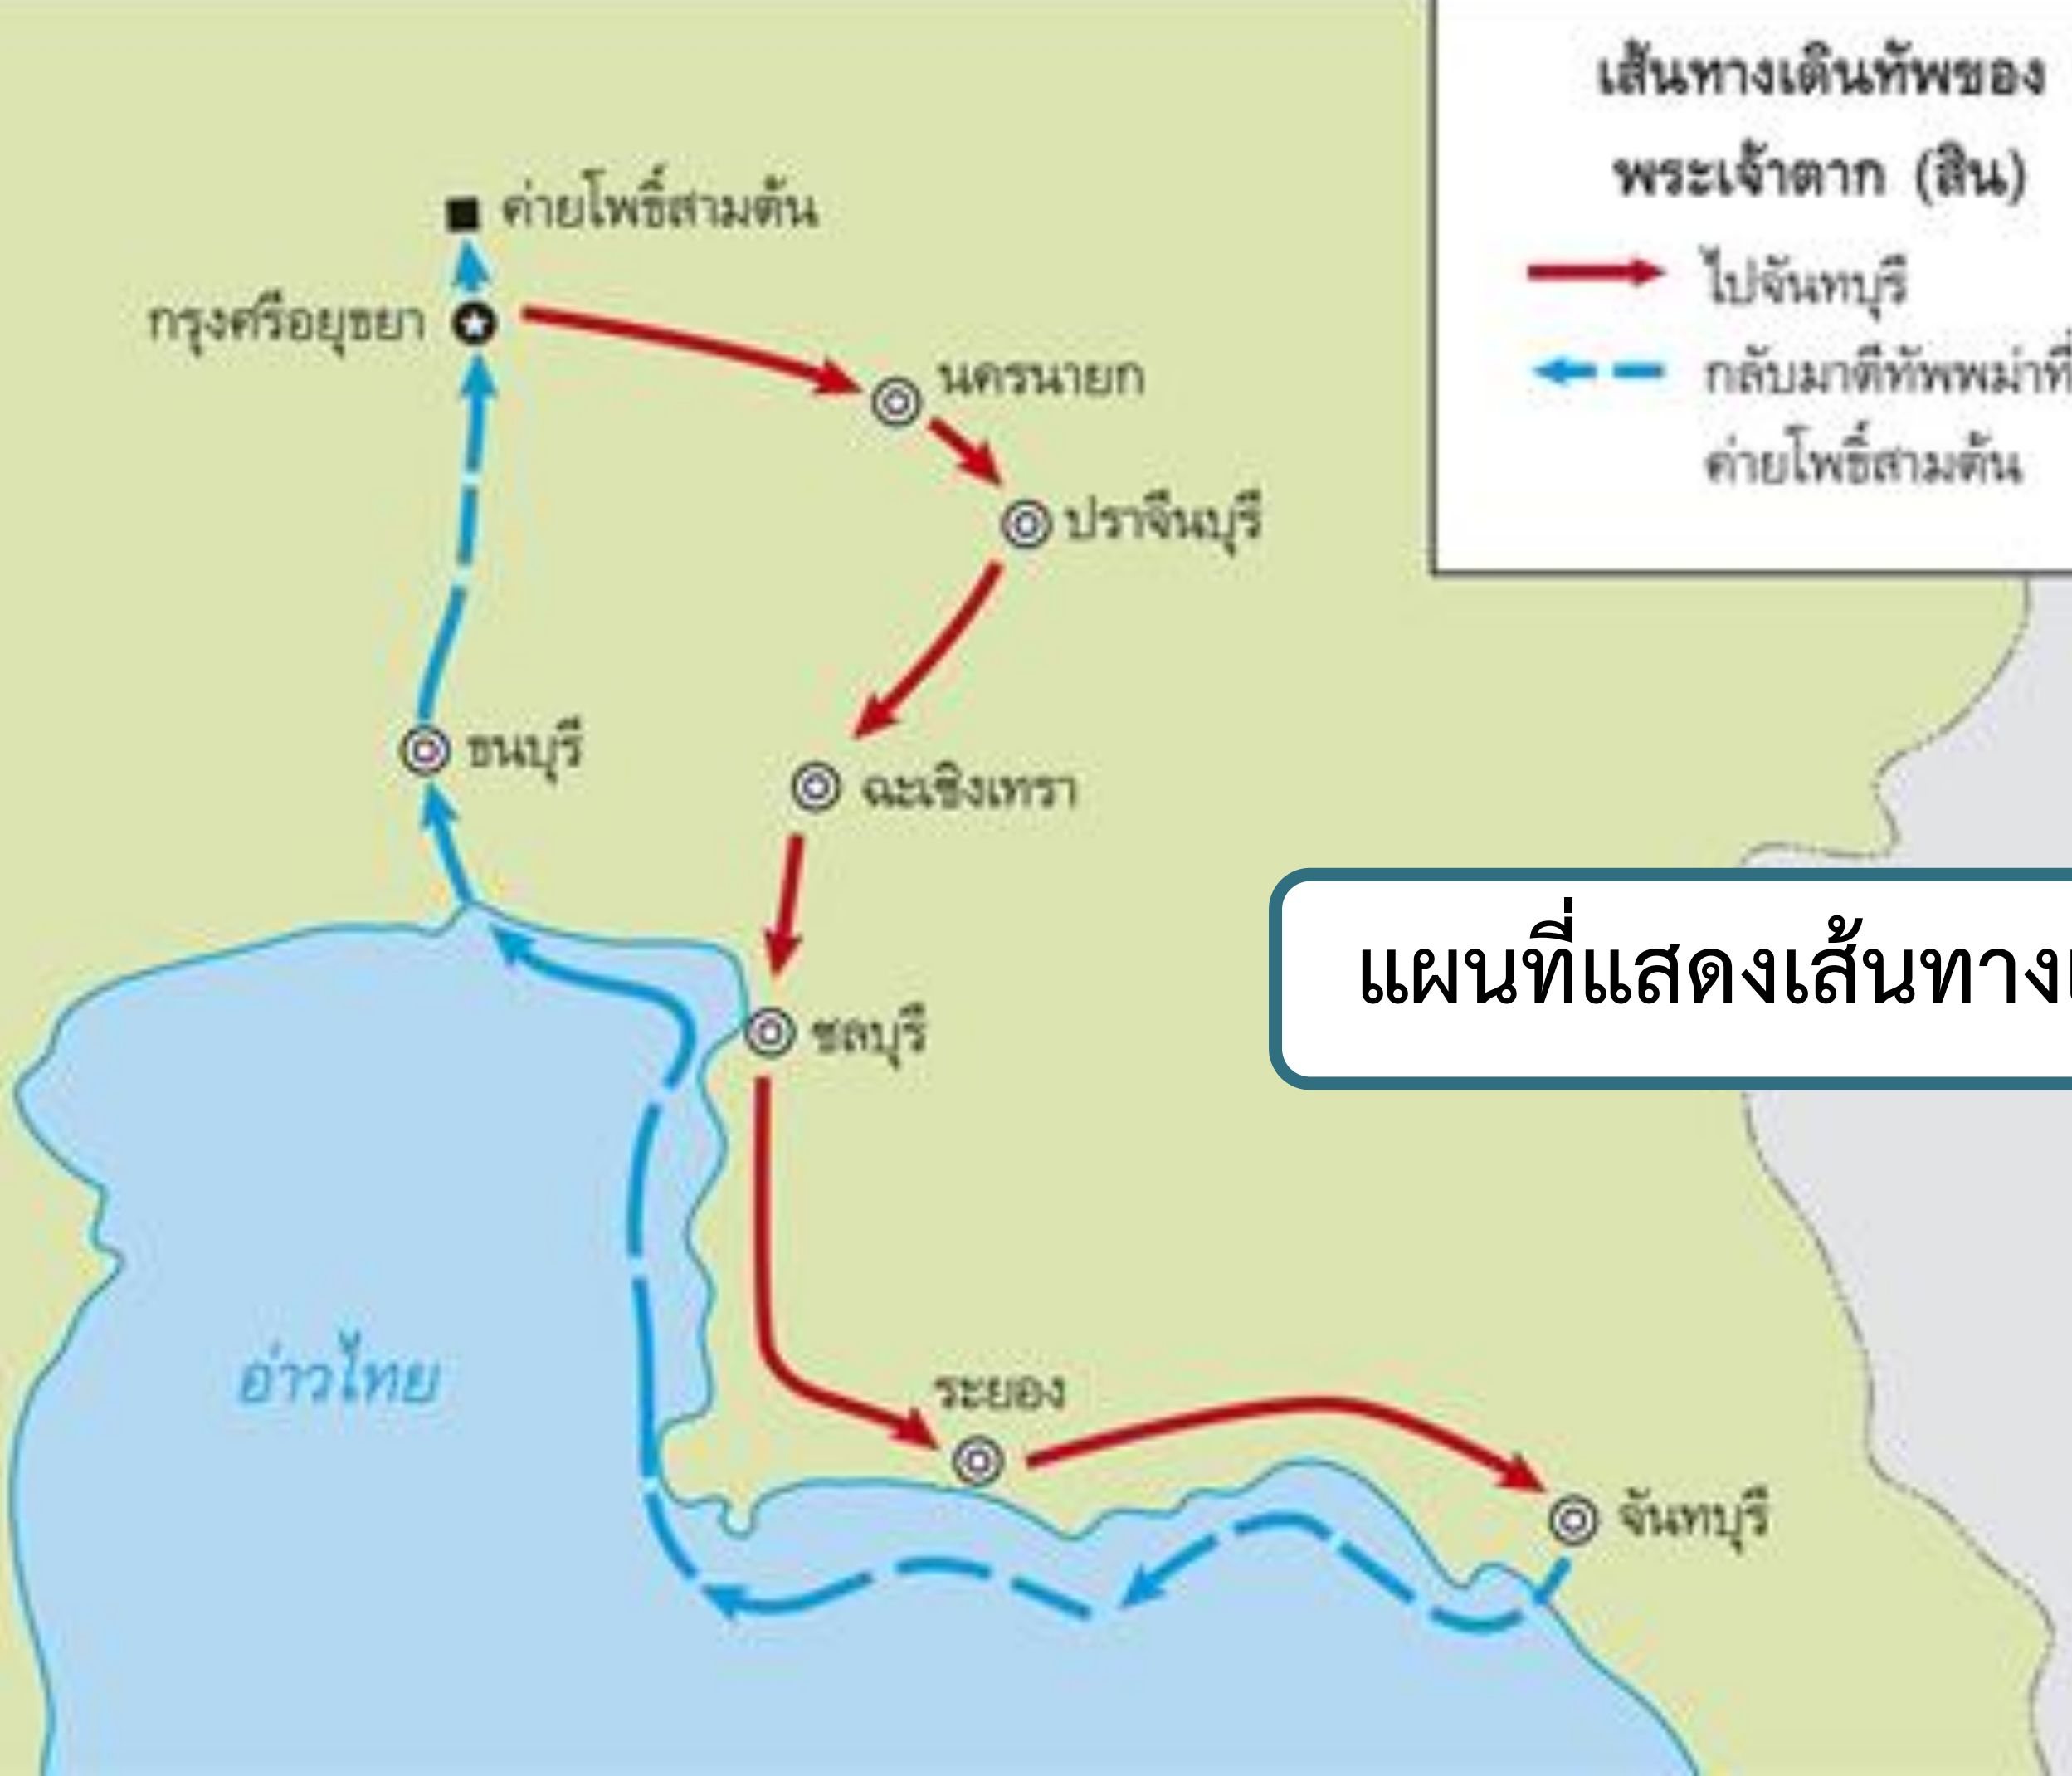 เส้นทางเดินทัพของ
พระเจ้าตาก (สิน)
ไปจันทบุรี
กลับมาตีทัพพม่าที่
ค่ายโพธิ์สามต้น
ค่ายโพธิ์สามต้น
กรุงศรีอยุธยา
นครนายก
ปราจีนบุรี
ธนบุรี
ฉะเชิงเทรา
แผนที่แสดงเส้นทาง
ชลบุรี
อ่าวไทย
ระยอง
จันทบุรี